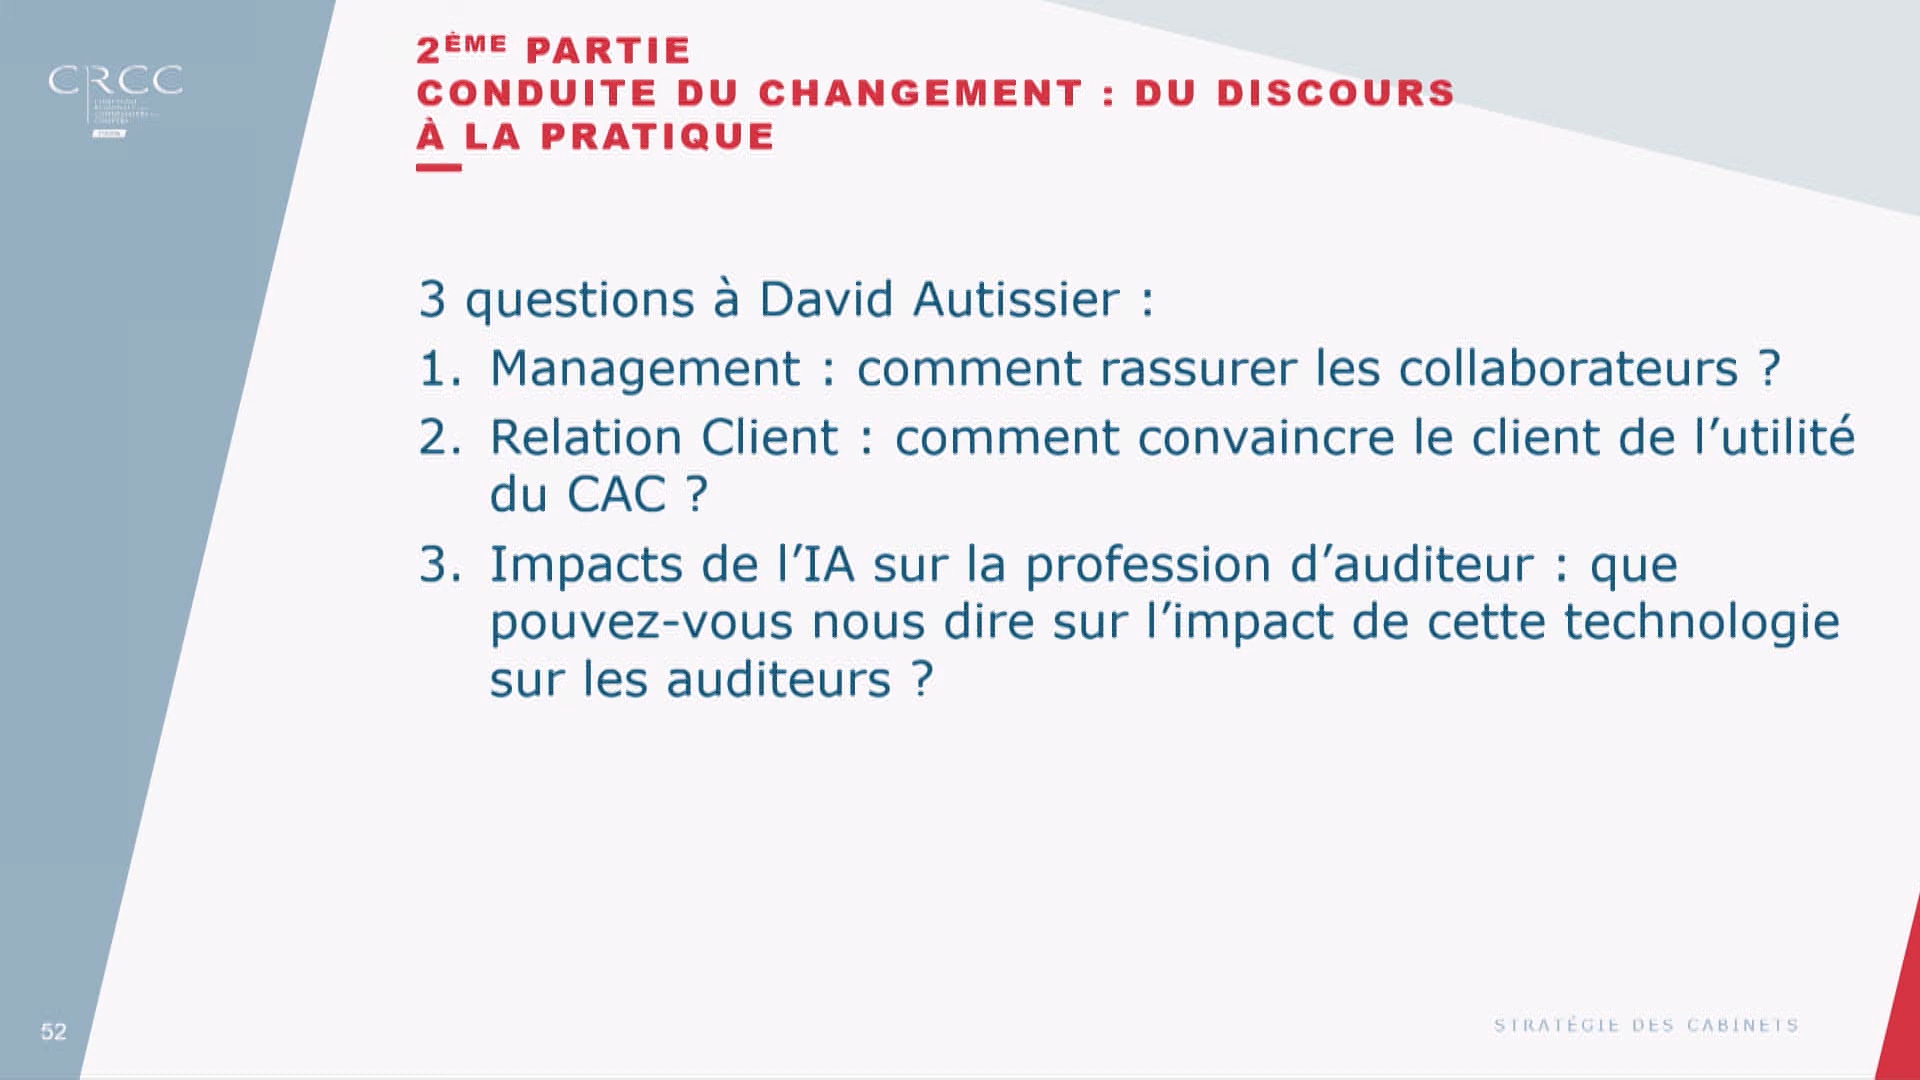 CRCC
2ÈME PARTIE
CONDUITE DU CHANGEMENT : DU DISCOURS
À LA PRATIQUE
3 questions à David Autissier :
1. Management : comment rassurer les collaborateurs ?
2. Relation Client : comment convaincre le client de l’utilité
du CAC ?
3. Impacts de l’IA sur la profession d’auditeur : que
pouvez-vous nous dire sur l’impact de cette technologie
sur les auditeurs ?
52
STRATÉGIE DES CABINETS